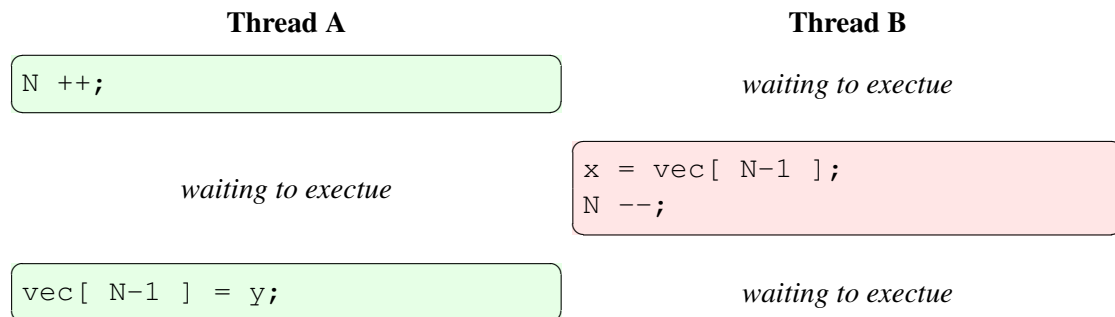 Thread A Thread B
N ++; waiting to exectue
waiting to exectue x = vec[ N-1 ];
N --;
vec[ N-1 ] = y; waiting to exectue